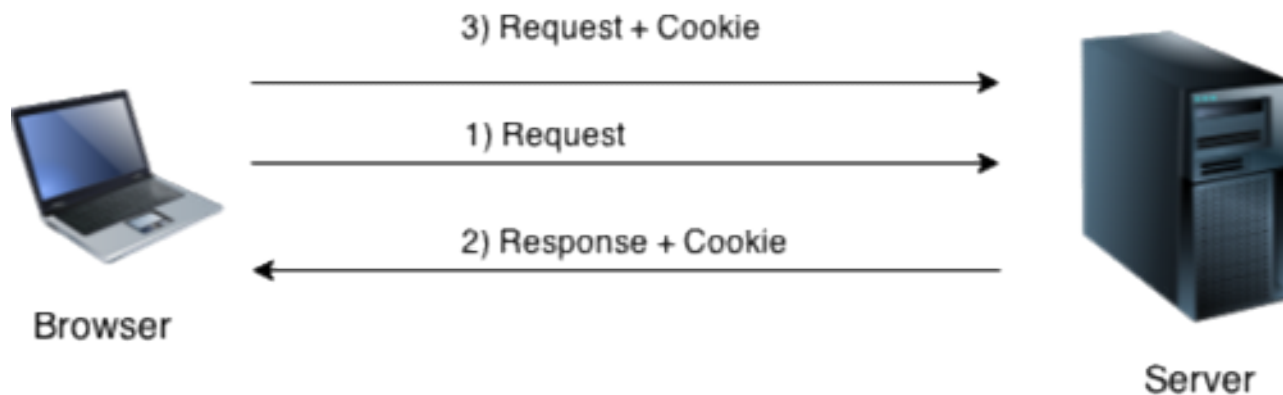 3) Request + Cookie
1) Request
2) Response + Cookie
Browser
Server